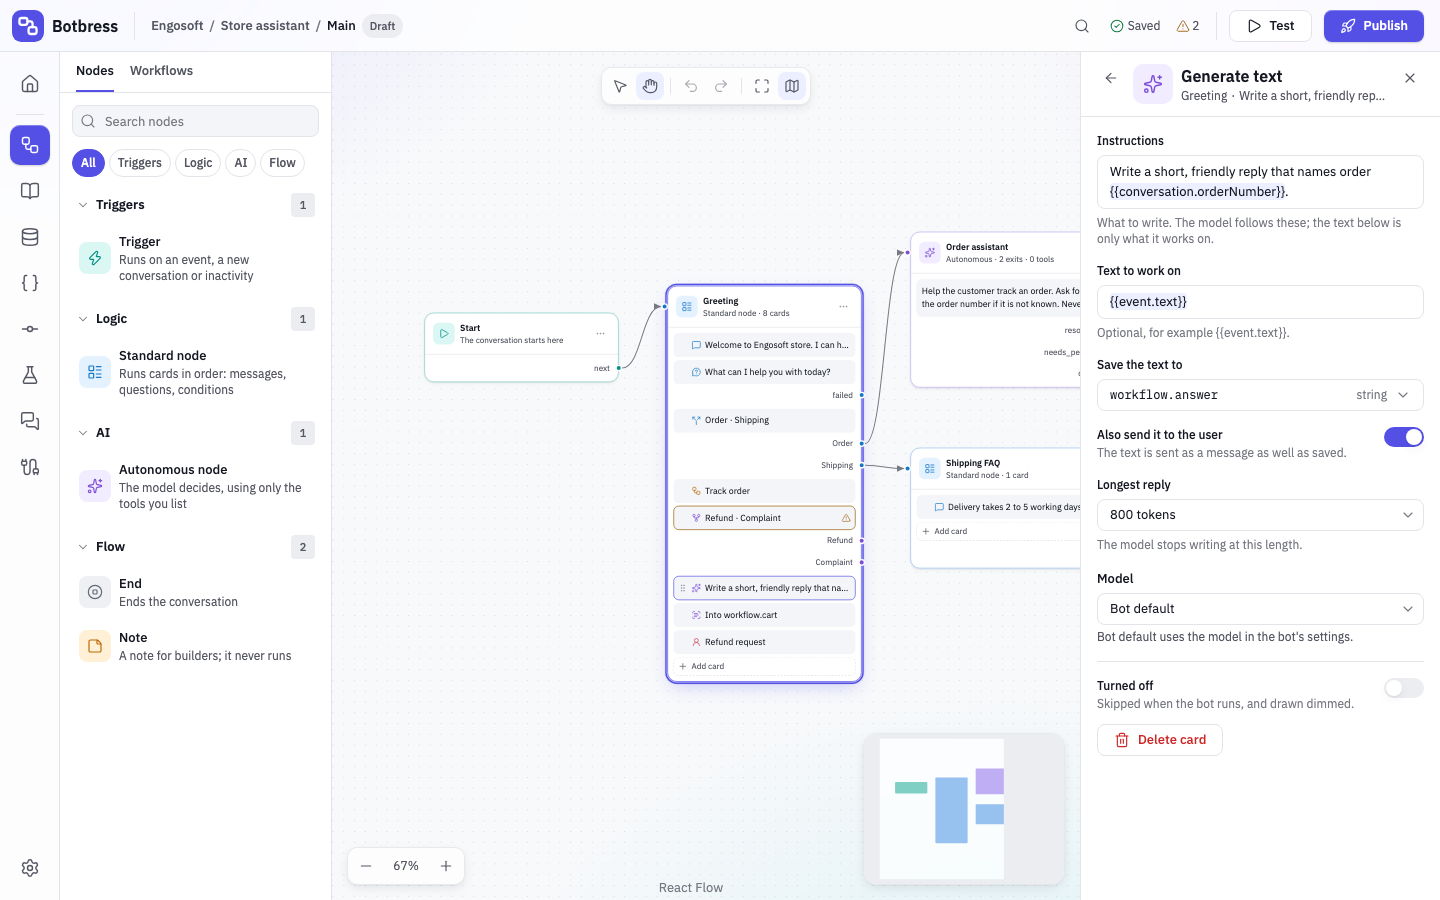 Botbress
Engosoft / Store assistant / Main Draft
Saved
2
Test
Publish
Nodes Workflows
Search nodes
All Triggers Logic AI Flow
Triggers 1
Trigger
Runs on an event, a new
conversation or inactivity
Logic 1
Standard node
Runs cards in order: messages,
questions, conditions
AI 1
Autonomous node
The model decides, using only the
tools you list
Flow 2
End
Ends the conversation
Note
A note for builders; it never runs
Start
The conversation starts here
next
Greeting
Standard node · 8 cards
Welcome to Engosoft store. I can h...
What can I help you with today?
failed
Order · Shipping
Order
Shipping
Track order
Refund · Complaint
Refund
Complaint
Write a short, friendly reply that na...
Into workflow.cart
Refund request
+ Add card
Order assistant
Autonomous · 2 exits · 0 tools
Help the customer track an order. Ask fo
the order number if it is not known. Neve
reso
needs_pe
Shipping FAQ
Standard node · 1 card
Delivery takes 2 to 5 working days
+ Add card
67%
React Flow
Generate text
Greeting · Write a short, friendly rep...
Instructions
Write a short, friendly reply that names order
{{conversation.orderNumber}}.
What to write. The model follows these; the text below is
only what it works on.
Text to work on
{{event.text}}
Optional, for example {{event.text}}.
Save the text to
workflow.answer string
Also send it to the user
The text is sent as a message as well as saved.
Longest reply
800 tokens
The model stops writing at this length.
Model
Bot default
Bot default uses the model in the bot's settings.
Turned off
Skipped when the bot runs, and drawn dimmed.
Delete card